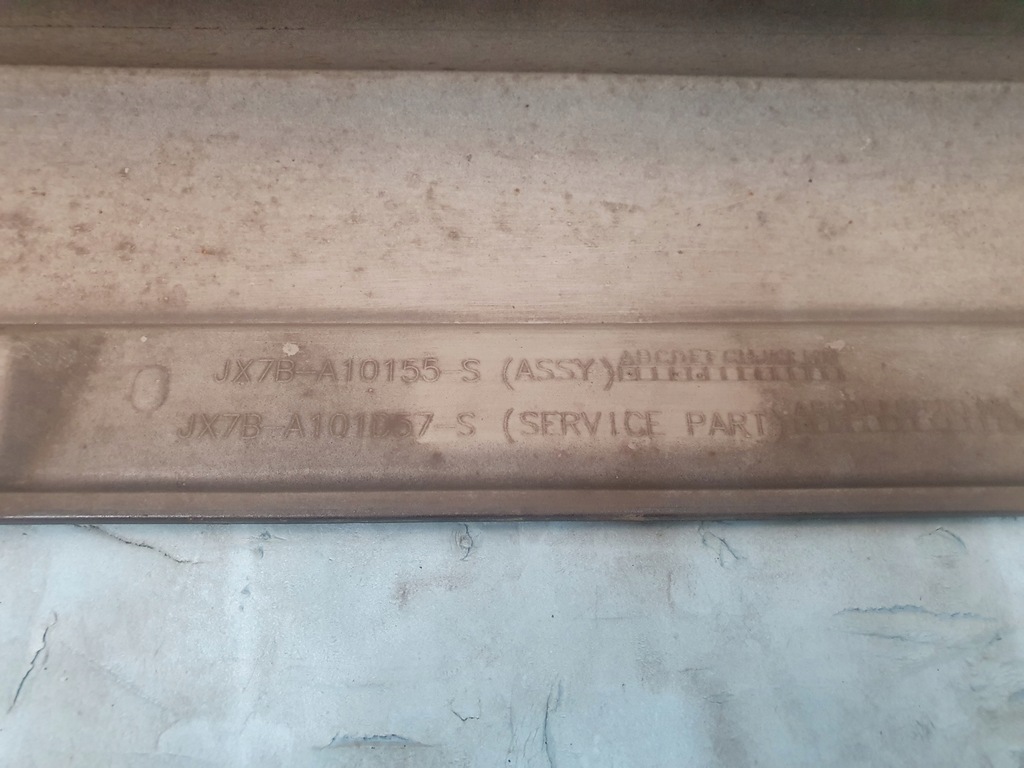 JX7B-A10155-S (ASSY)
JX7B-A101D57-S (SERVICE PART)